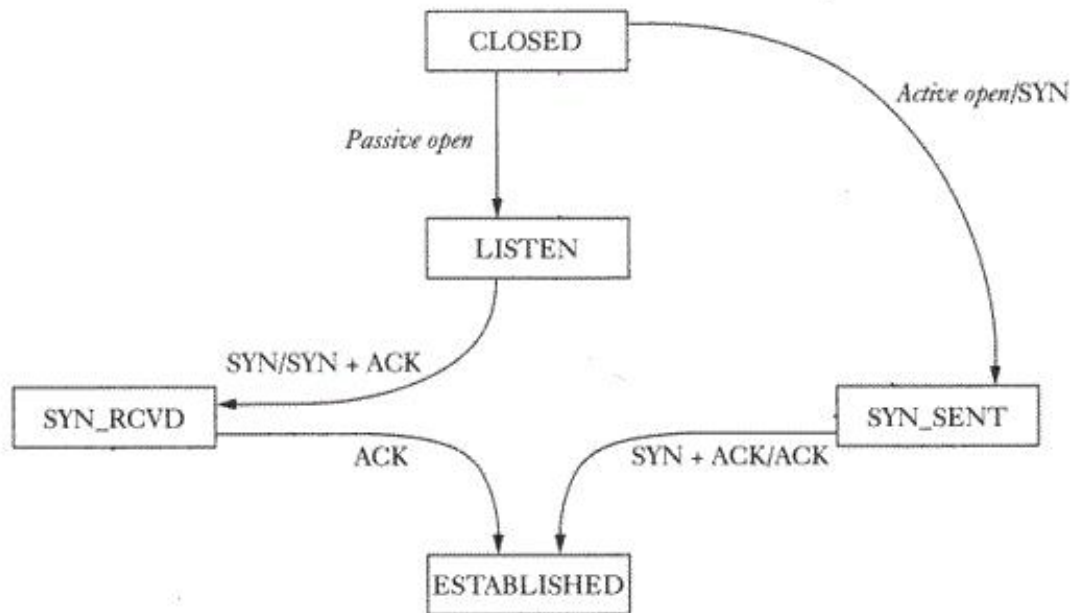 CLOSED
Active open/SYN
Passive open
LISTEN
SYN/SYN + ACK
SYN_RCVD
SYN_SENT
ACK
SYN + ACK/ACK
ESTABLISHED